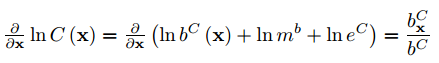 ∂/∂x ln C (x) = ∂/∂x (ln b^C (x) + ln m^b + ln e^C) = b^C_x / b^C